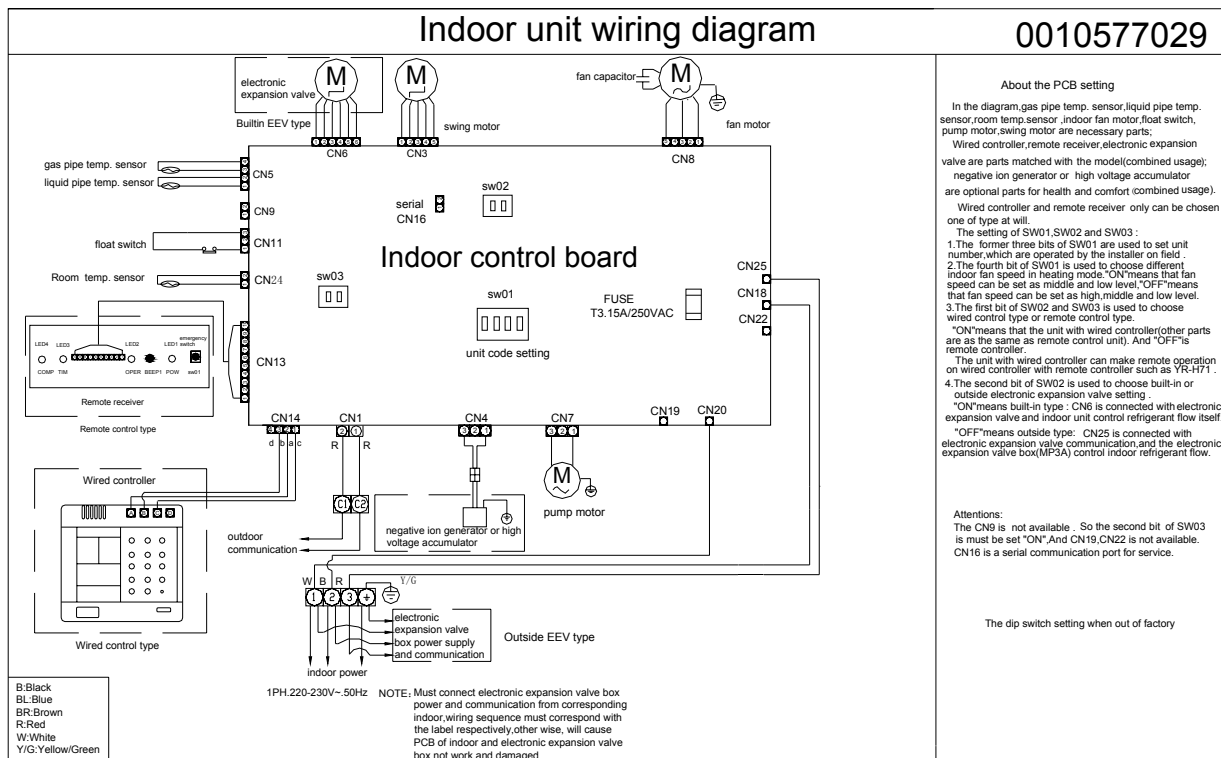 Indoor unit wiring diagram
0010577029
electronic
expansion valve
Builtin EEV type
M
CN6
M
swing motor
CN3
fan capacitor
M
fan motor
CN8
gas pipe temp. sensor
liquid pipe temp. sensor
CN5
CN9
float switch
CN11
Room temp. sensor
CN24
serial
CN16
sw02
Indoor control board
sw03
sw01
unit code setting
FUSE
T3.15A/250VAC
CN25
CN18
CN22
CN13
LED4 LED3 LED2 LED1 emergency
switch
COMP TIM OPER BEEP1 POW sw01
Remote receiver
Remote control type
CN14
d b a c
CN1
2 1
R R
CN4
3 2 1
CN7
3 2 1
CN19
CN20
Wired controller
Wired control type
C1 C2
outdoor
communication
negative ion generator or high
voltage accumulator
M
pump motor
W B R Y/G
1 2 3
electronic
expansion valve
box power supply
and communication
Outside EEV type
indoor power
1PH.220-230V~.50Hz
NOTE: Must connect electronic expansion valve box
power and communication from corresponding
indoor,wiring sequence must correspond with
the label respectively,other wise, will cause
PCB of indoor and electronic expansion valve
box not work and damaged
B:Black
BL:Blue
BR:Brown
R:Red
W:White
Y/G:Yellow/Green
About the PCB setting
In the diagram,gas pipe temp. sensor,liquid pipe temp.
sensor,room temp.sensor ,indoor fan motor,float switch,
pump motor,swing motor are necessary parts;
Wired controller,remote receiver,electronic expansion
valve are parts matched with the model(combined usage);
negative ion generator or high voltage accumulator
are optional parts for health and comfort (combined usage).
Wired controller and remote receiver only can be chosen
one of type at will.
The setting of SW01,SW02 and SW03 :
1.The former three bits of SW01 are used to set unit
number,which are operated by the installer on field .
2.The fourth bit of SW01 is used to choose different
indoor fan speed in heating mode."ON"means that fan
speed can be set as middle and low level,"OFF"means
that fan speed can be set as high,middle and low level.
3.The first bit of SW02 and SW03 is used to choose
wired control type or remote control type.
"ON"means that the unit with wired controller(other parts
are as the same as remote control unit). And "OFF"is
remote controller.
The unit with wired controller can make remote operation
on wired controller with remote controller such as YR-H71 .
4.The second bit of SW02 is used to choose built-in or
outside electronic expansion valve setting .
"ON"means built-in type : CN6 is connected with electronic
expansion valve and indoor unit control refrigerant flow itself
"OFF"means outside type: CN25 is connected with
electronic expansion valve communication,and the electronic
expansion valve box(MP3A) control indoor refrigerant flow.
Attentions:
The CN9 is not available . So the second bit of SW03
is must be set "ON",And CN19,CN22 is not available.
CN16 is a serial communication port for service.
The dip switch setting when out of factory